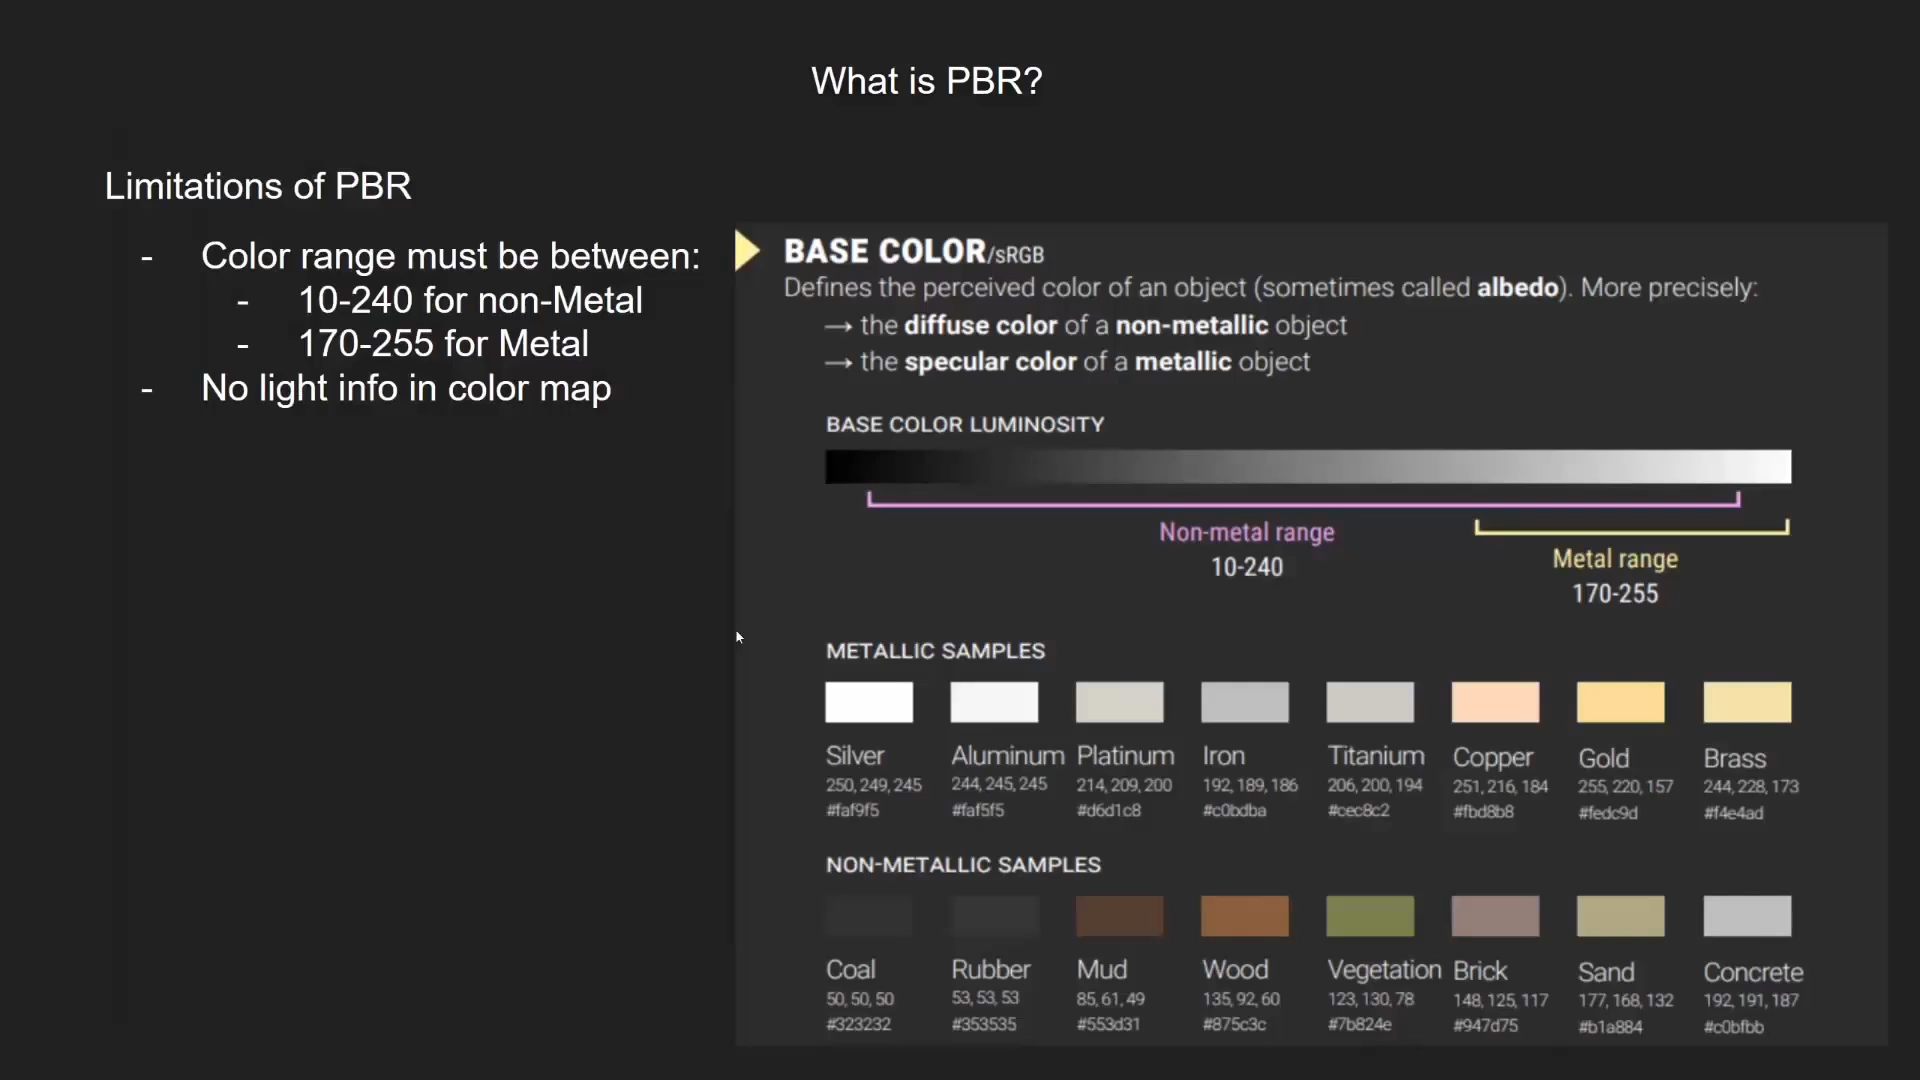 What is PBR?
Limitations of PBR
- Color range must be between:
- 10-240 for non-Metal
- 170-255 for Metal
- No light info in color map
BASE COLOR/sRGB
Defines the perceived color of an object (sometimes called albedo). More precisely:
→ the diffuse color of a non-metallic object
→ the specular color of a metallic object
BASE COLOR LUMINOSITY
Non-metal range
10-240
Metal range
170-255
METALLIC SAMPLES
Silver Aluminum Platinum Iron Titanium Copper Gold Brass
250, 249, 245 244, 245, 245 214, 209, 200 192, 189, 186 206, 200, 194 251, 216, 184 255, 220, 157 244, 228, 173
#faf9f5 #faf5f5 #d6d1c8 #c0bdba #cec8c2 #fbd8b8 #fedc9d #f4e4ad
NON-METALLIC SAMPLES
Coal Rubber Mud Wood Vegetation Brick Sand Concrete
50, 50, 50 53, 53, 53 85, 61, 49 135, 92, 60 123, 130, 78 148, 125, 117 177, 168, 132 192, 191, 187
#323232 #353535 #553d31 #875c3c #7b824e #947d75 #b1a884 #c0bfbb